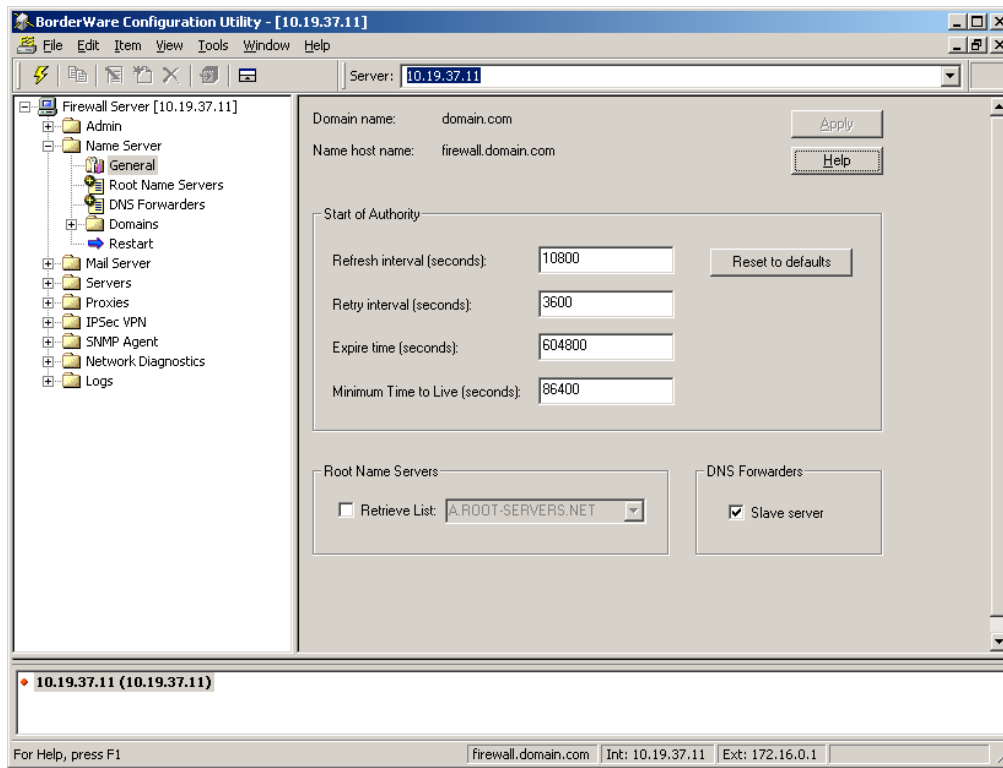 BorderWare Configuration Utility - [10.19.37.11]
File Edit Item View Tools Window Help
Server: 10.19.37.11
Firewall Server [10.19.37.11]
Admin
Name Server
General
Root Name Servers
DNS Forwarders
Domains
Restart
Mail Server
Servers
Proxies
IPSec VPN
SNMP Agent
Network Diagnostics
Logs
Domain name: domain.com
Apply
Name host name: firewall.domain.com
Help
Start of Authority
Refresh interval (seconds): 10800
Reset to defaults
Retry interval (seconds): 3600
Expire time (seconds): 604800
Minimum Time to Live (seconds): 86400
Root Name Servers
Retrieve List: A.ROOT-SERVERS.NET
DNS Forwarders
Slave server
10.19.37.11 (10.19.37.11)
For Help, press F1
firewall.domain.com
Int: 10.19.37.11
Ext: 172.16.0.1